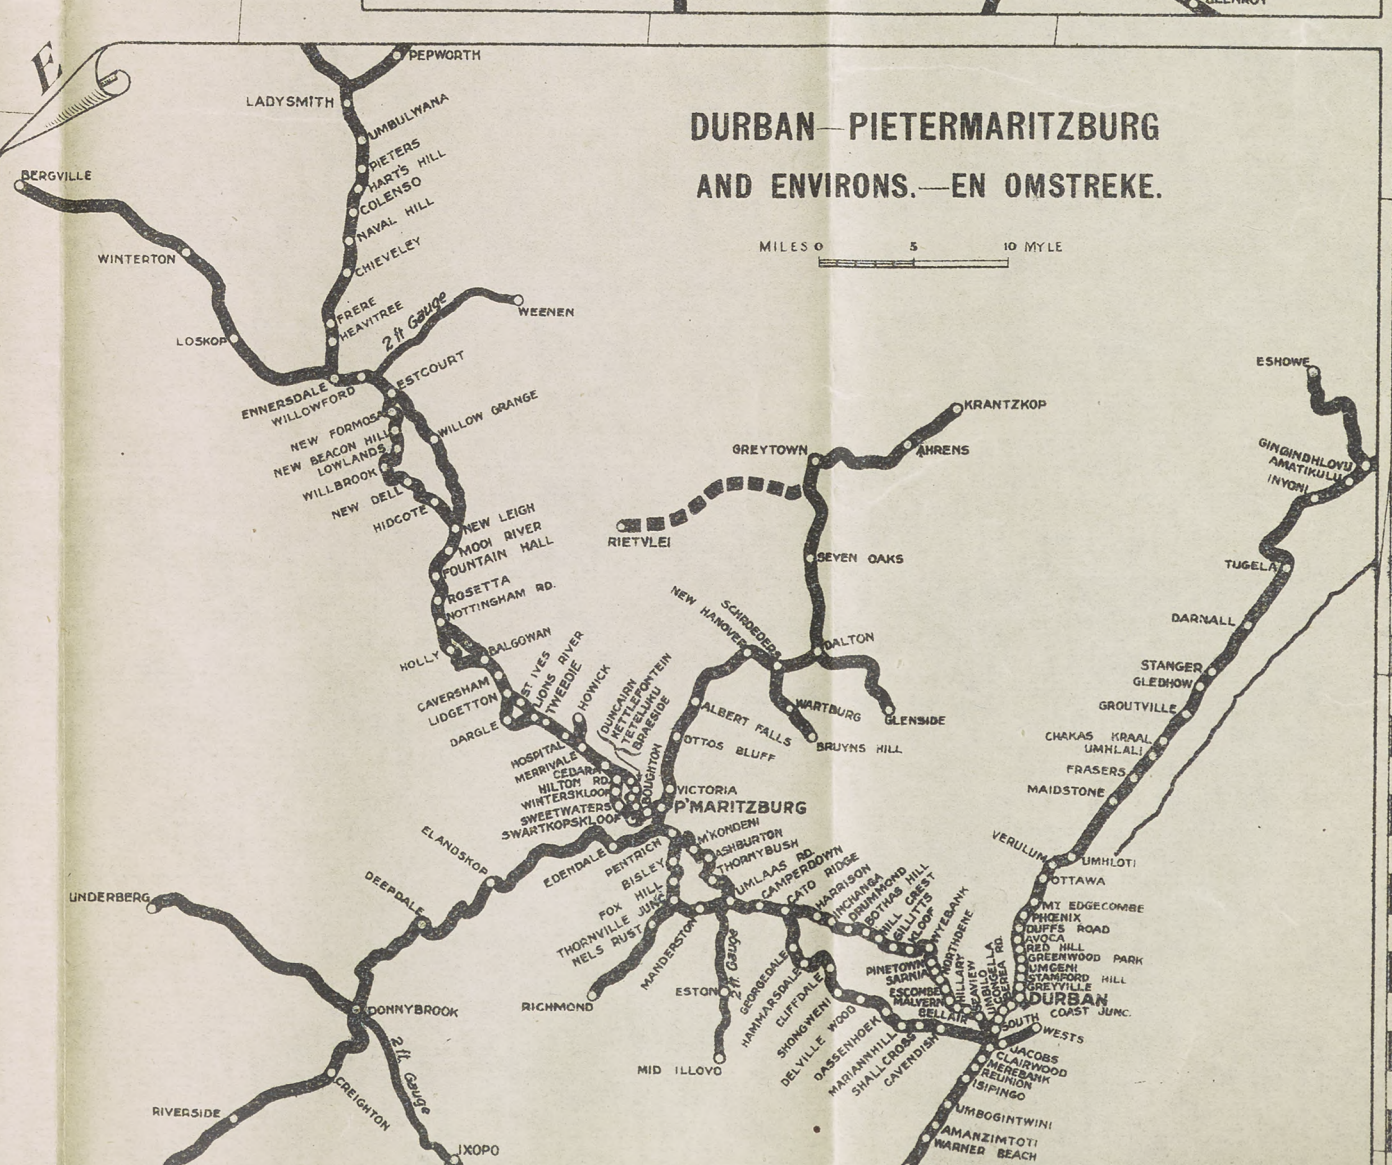 E
PEPWORTH
LADYSMITH
UMBULWANA
PIETERS
HART'S HILL
COLENSO
NAVAL HILL
CHIEVELEY
BERGVILLE
WINTERTON
LOSKOP
FRERE
HEAVITREE
2 ft Gauge
WEENEN
DURBAN—PIETERMARITZBURG
AND ENVIRONS.—EN OMSTREKE.
MILES 0 5 10 MYLE
ENNERSDALE
WILLOWFORD
ESTCOURT
NEW FORMOSA
NEW BEACON HILL
LOWLANDS
WILLBROOK
NEW DELL
HIDCOTE
WILLOW GRANGE
NEW LEIGH
MOOI RIVER
FOUNTAIN HALL
ROSETTA
NOTTINGHAM RD.
HOLLY
BALGOWAN
CAVERSHAM
LIDGETTON
DARGLE
ST IVES
LIONS RIVER
TWEEDIE
HOWICK
DUNCAIRN
KETTLEFONTEIN
TETELUKU
BRAESIDE
BOUGHTON
HOSPITAL
MERRIVALE
CEDARA
HILTON RD.
WINTERSKLOOF
SWEETWATERS
SWARTKOPSKLOOF
KRANTZKOP
GREYTOWN
AHRENS
RIETVLEI
SEVEN OAKS
NEW HANOVER
SCHROEDERS
DALTON
ALBERT FALLS
OTTOS BLUFF
WARTBURG
BRUYNS HILL
GLENSIDE
VICTORIA
P'MARITZBURG
ESHOWE
GINGINDHLOVU
AMATIKULU
INYONI
TUGELA
DARNALL
STANGER
GLEDHOW
GROUTVILLE
CHAKAS KRAAL
UMHLALI
FRASERS
MAIDSTONE
VERULUM
UMHLOTI
OTTAWA
MT EDGECOMBE
PHOENIX
DUFFS ROAD
AVOCA
RED HILL
GREENWOOD PARK
UMGENI
STAMFORD HILL
GREYVILLE
DURBAN
SOUTH COAST JUNC.
WESTS
JACOBS
CLAIRWOOD
MEREBANK
REUNION
ISIPINGO
UMBOGINTWINI
AMANZIMTOTI
WARNER BEACH
ELANDSKOP
EDENDALE
DEEPDALE
UNDERBERG
DONNYBROOK
2 ft. Gauge
CREIGHTON
RIVERSIDE
IXOPO
PENTRICH
BISLEY
FOX HILL
THORNVILLE JUNC.
NELS RUST
RICHMOND
MANDERSTON
ESTON
2 ft Gauge
MID ILLOVO
M'KONDENI
ASHBURTON
THORNYBUSH
UMLAAS RD.
CAMPERDOWN
CATO RIDGE
HARRISON
INCHANGA
DRUMMOND
BOTHAS HILL
HILL CREST
GILLITTS
KLOOF
WYEBANK
NORTHDENE
PINETOWN
SARNIA
ESCOMBE
MALVERN
BELLAIR
HILLARY
SEAVIEW
UMBILO
CONGELLA
BEREA RD.
GEORGEDALE
HAMMARSDALE
CLIFFDALE
SHONGWENI
DELVILLE WOOD
DASSENHOEK
MARIANNHILL
SHALLCROSS
CAVENDISH